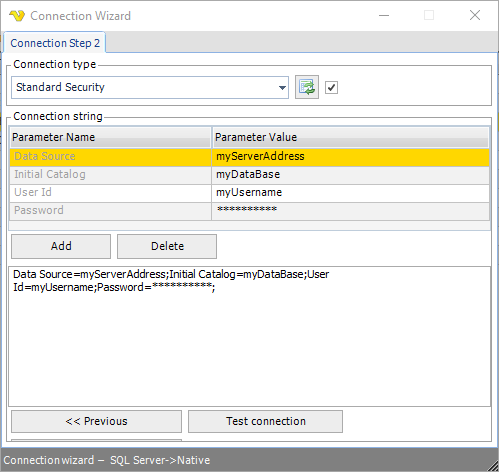 Connection Wizard
Connection Step 2
Connection type
Standard Security
Connection string
Parameter Name Parameter Value
Data Source myServerAddress
Initial Catalog myDataBase
User Id myUsername
Password **********
Add Delete
Data Source=myServerAddress;Initial Catalog=myDataBase;User
Id=myUsername;Password=**********;
<< Previous Test connection
Connection wizard – SQL Server->Native